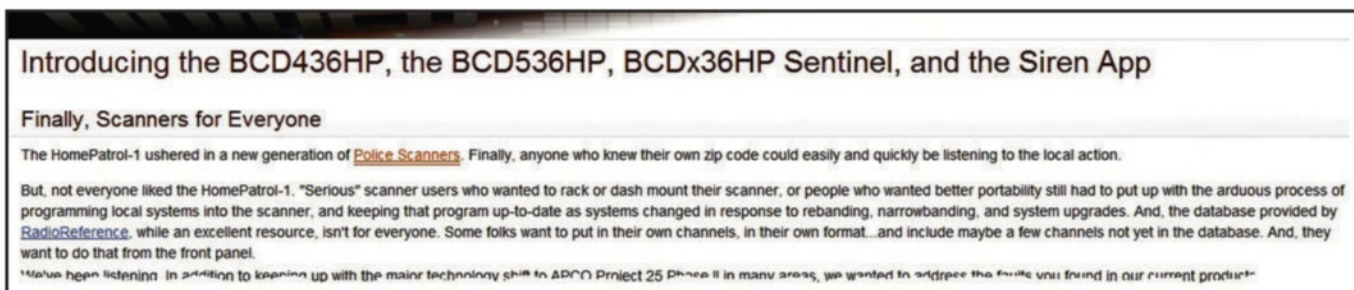 Introducing the BCD436HP, the BCD536HP, BCDx36HP Sentinel, and the Siren App
Finally, Scanners for Everyone
The HomePatrol-1 ushered in a new generation of Police Scanners. Finally, anyone who knew their own zip code could easily and quickly be listening to the local action.
But, not everyone liked the HomePatrol-1. "Serious" scanner users who wanted to rack or dash mount their scanner, or people who wanted better portability still had to put up with the arduous process of
programming local systems into the scanner, and keeping that program up-to-date as systems changed in response to rebanding, narrowbanding, and system upgrades. And, the database provided by
RadioReference, while an excellent resource, isn't for everyone. Some folks want to put in their own channels, in their own format...and include maybe a few channels not yet in the database. And, they
want to do that from the front panel.
We've been listening. In addition to keeping up with the major technology shift to APCO Project 25 Phase II in many areas, we wanted to address the faults you found in our current products